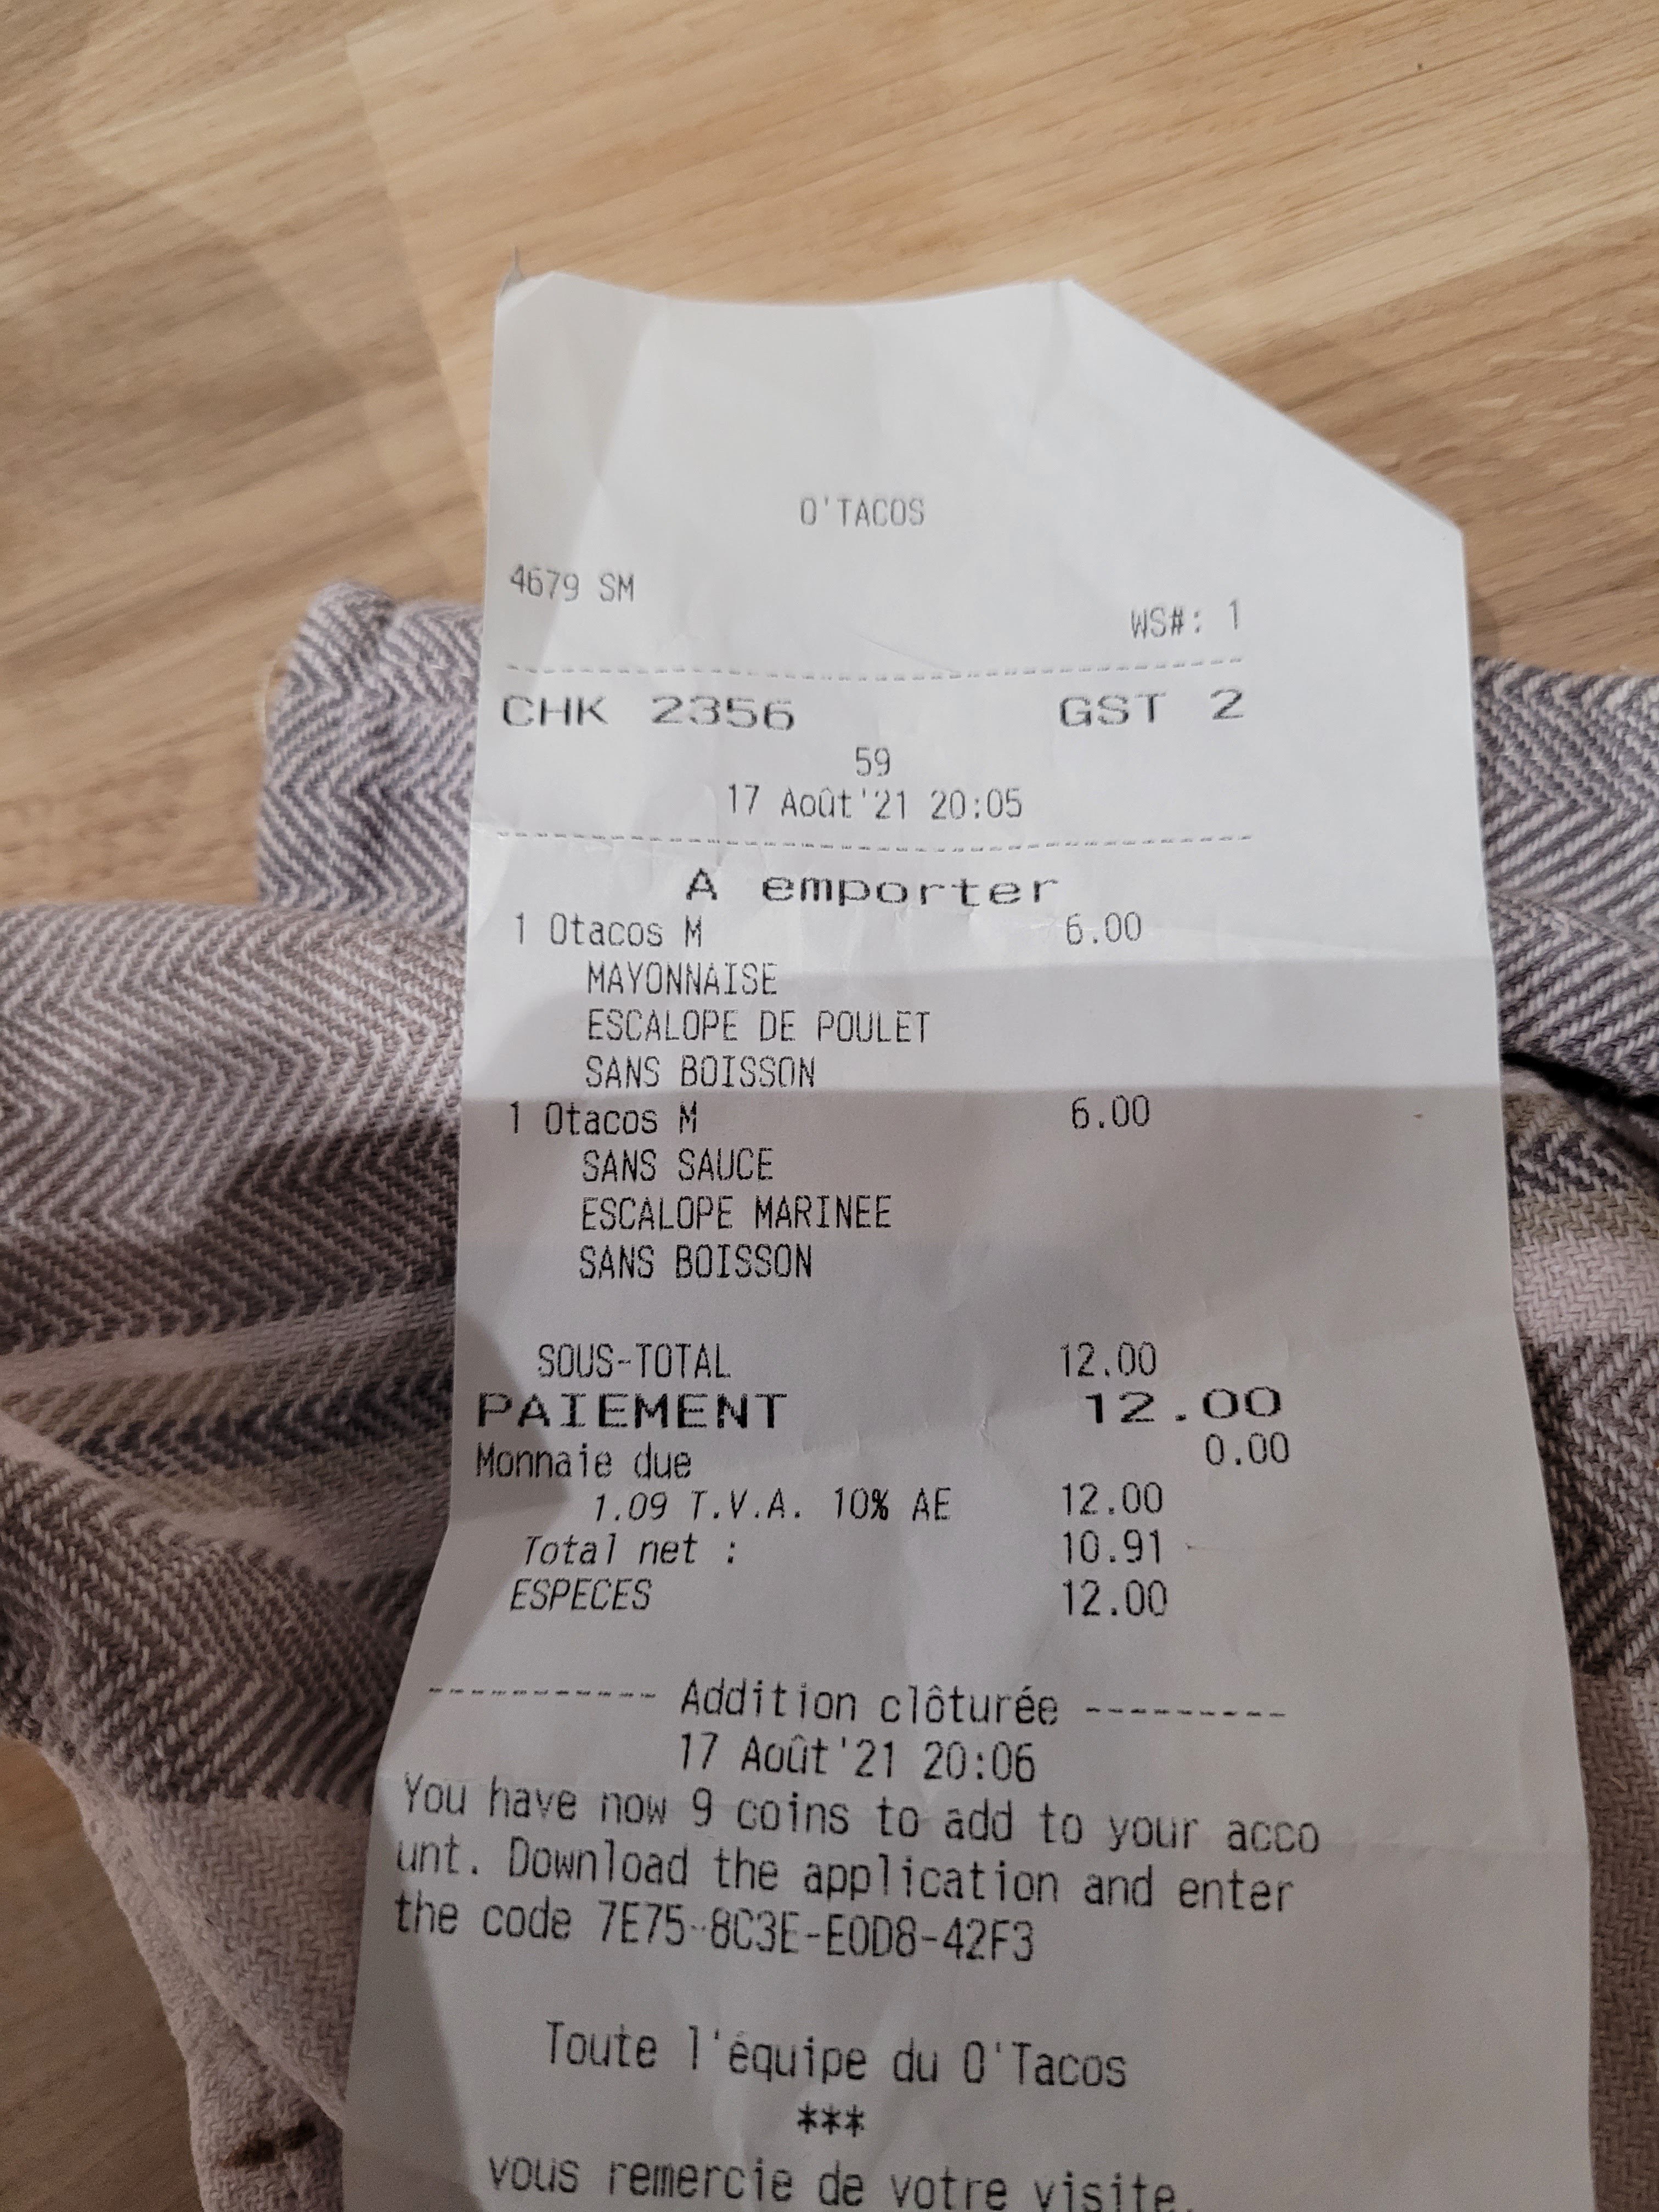 O'TACOS
4679 SM
WS#: 1
CHK 2356 GST 2
59
17 Août'21 20:05
A emporter
1 Otacos M 6.00
MAYONNAISE
ESCALOPE DE POULET
SANS BOISSON
1 Otacos M 6.00
SANS SAUCE
ESCALOPE MARINEE
SANS BOISSON
SOUS-TOTAL 12.00
PAIEMENT 12.00
Monnaie due 0.00
1.09 T.V.A. 10% AE 12.00
Total net : 10.91
ESPECES 12.00
----------- Addition clôturée ---------
17 Août'21 20:06
You have now 9 coins to add to your acco
unt. Download the application and enter
the code 7E75-8C3E-E0D8-42F3
Toute l'équipe du O'Tacos
***
vous remercie de votre visite.